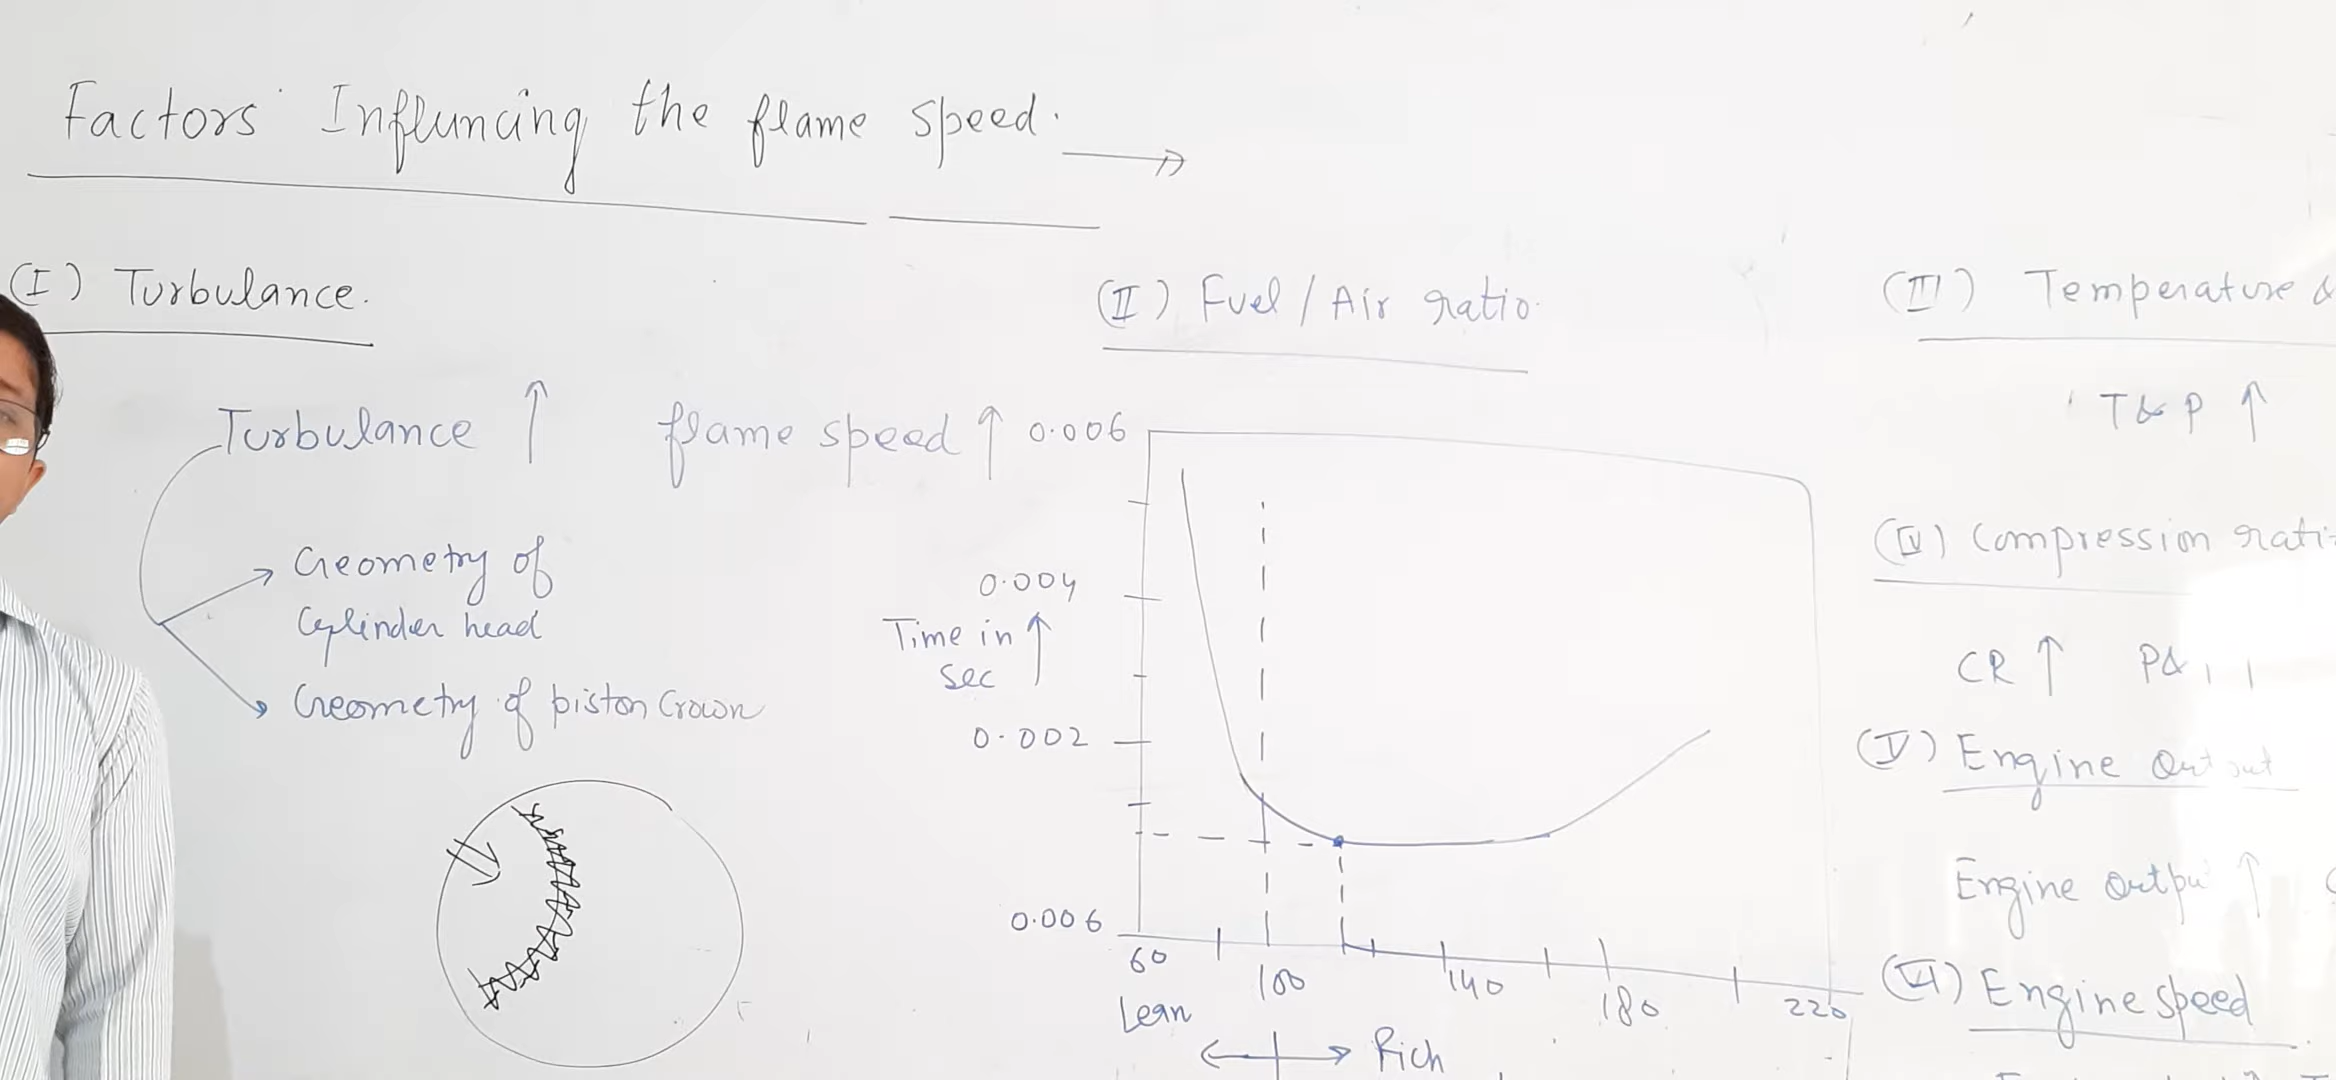 Factors Influncing the flame speed.
(I) Turbulance.
Turbulance ↑ flame speed ↑
Geometry of
Cylinder head
Geometry of piston Crown
(II) Fuel / Air ratio
0.006
0.004
Time in ↑
sec
0.002
0.006
60 100 140 180 220
Lean
Rich
(III) Temperature &
T & P ↑
(IV) Compression
CR ↑ P&
(V) Engine Output
Engine ↑
(VI) Engine speed